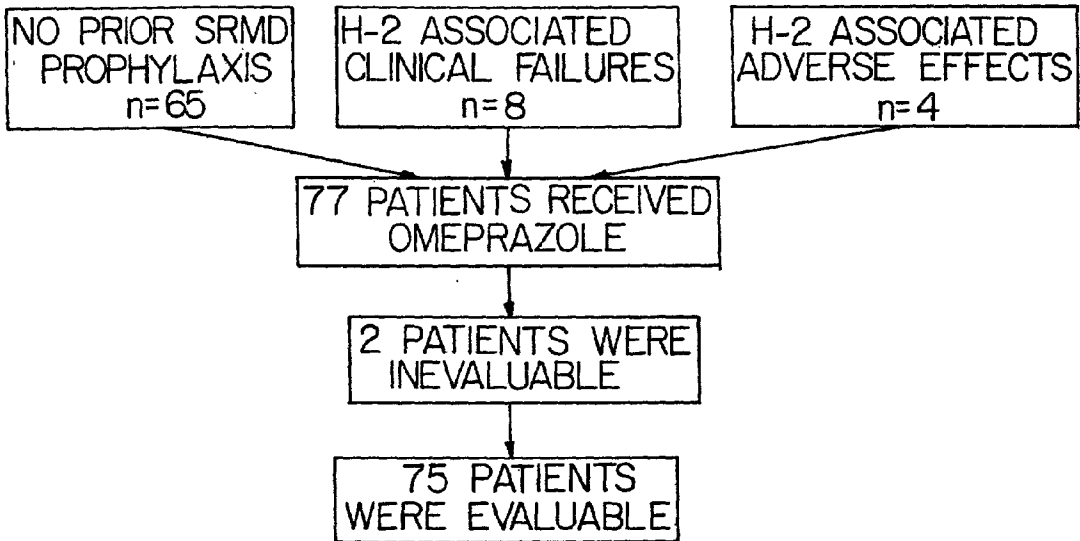 NO PRIOR SRMD
PROPHYLAXIS
n=65
H-2 ASSOCIATED
CLINICAL FAILURES
n=8
H-2 ASSOCIATED
ADVERSE EFFECTS
n=4
77 PATIENTS RECEIVED
OMEPRAZOLE
2 PATIENTS WERE
INEVALUABLE
75 PATIENTS
WERE EVALUABLE